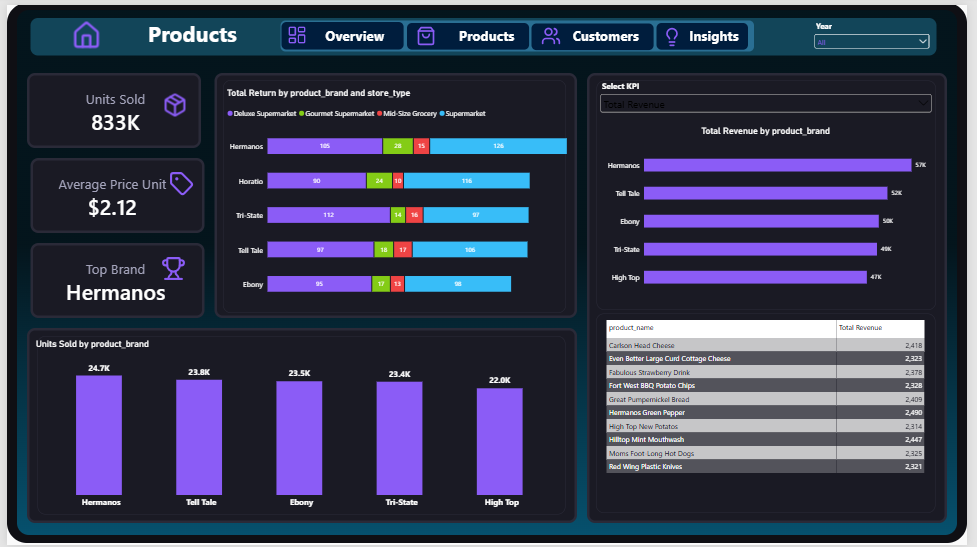 Products
Overview
Products
Customers
Insights
Year
All
Units Sold
833K
Average Price Unit
$2.12
Top Brand
Hermanos
Total Return by product_brand and store_type
Deluxe Supermarket Gourmet Supermarket Mid-Size Grocery Supermarket
Hermanos 105 28 15 126
Horatio 90 24 10 116
Tri-State 112 14 16 97
Tell Tale 97 18 17 106
Ebony 95 17 13 98
Select KPI
Total Revenue
Total Revenue by product_brand
Hermanos 57K
Tell Tale 52K
Ebony 50K
Tri-State 49K
High Top 47K
Units Sold by product_brand
24.7K 23.8K 23.5K 23.4K 22.0K
Hermanos Tell Tale Ebony Tri-State High Top
product_name Total Revenue
Carlson Head Cheese 2,418
Even Better Large Curd Cottage Cheese 2,323
Fabulous Strawberry Drink 2,378
Fort West BBQ Potato Chips 2,328
Great Pumpernickel Bread 2,409
Hermanos Green Pepper 2,490
High Top New Potatos 2,314
Hilltop Mint Mouthwash 2,447
Moms Foot-Long Hot Dogs 2,325
Red Wing Plastic Knives 2,321